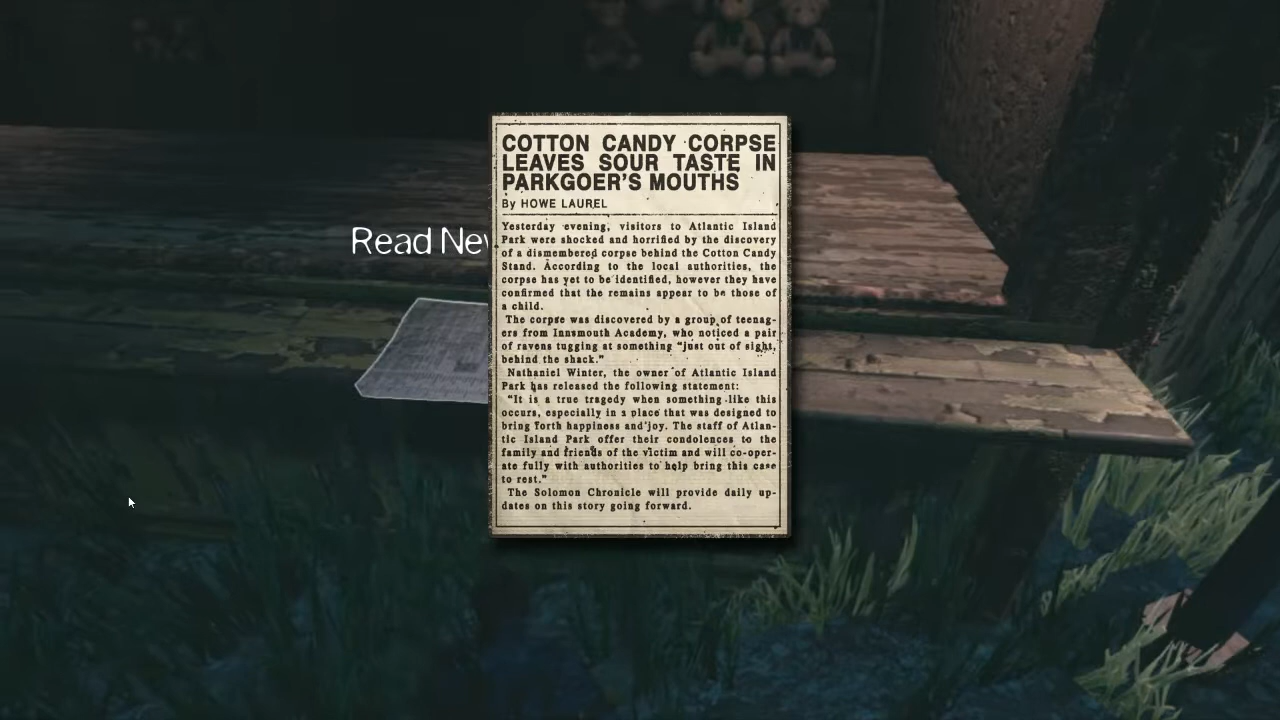 COTTON CANDY CORPSE
LEAVES SOUR TASTE IN
PARKGOER'S MOUTHS
By HOWE LAUREL
Read Ne
Yesterday evening, visitors to Atlantic Island
Park were shocked and horrified by the discovery
of a dismembered corpse behind the Cotton Candy
Stand. According to the local authorities, the
corpse has yet to be identified, however they have
confirmed that the remains appear to be those of
a child.
The corpse was discovered by a group of teenag-
ers from Innsmouth Academy, who noticed a pair
of ravens tugging at something "just out of sight,
behind the shack."
Nathaniel Winter, the owner of Atlantic Island
Park has released the following statement:
"It is a true tragedy when something like this
occurs, especially in a place that was designed to
bring forth happiness and joy. The staff of Atlan-
tic Island Park offer their condolences to the
family and friends of the victim and will co-oper-
ate fully with authorities to help bring this case
to rest."
The Solomon Chronicle will provide daily up-
dates on this story going forward.